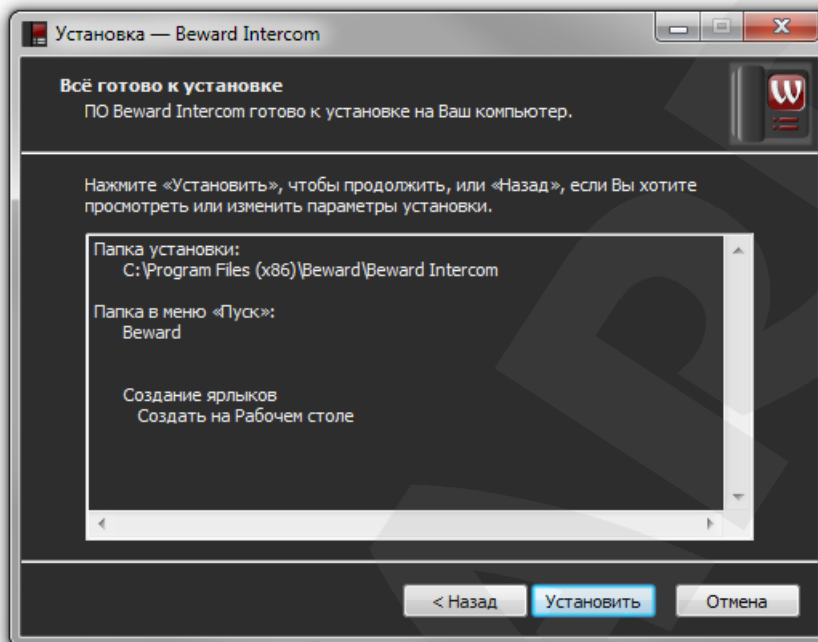 Установка — Beward Intercom
Всё готово к установке
ПО Beward Intercom готово к установке на Ваш компьютер.
W
Нажмите «Установить», чтобы продолжить, или «Назад», если Вы хотите
просмотреть или изменить параметры установки.
Папка установки:
C:\Program Files (x86)\Beward\Beward Intercom
Папка в меню «Пуск»:
Beward
Создание ярлыков
Создать на Рабочем столе
< Назад
Установить
Отмена